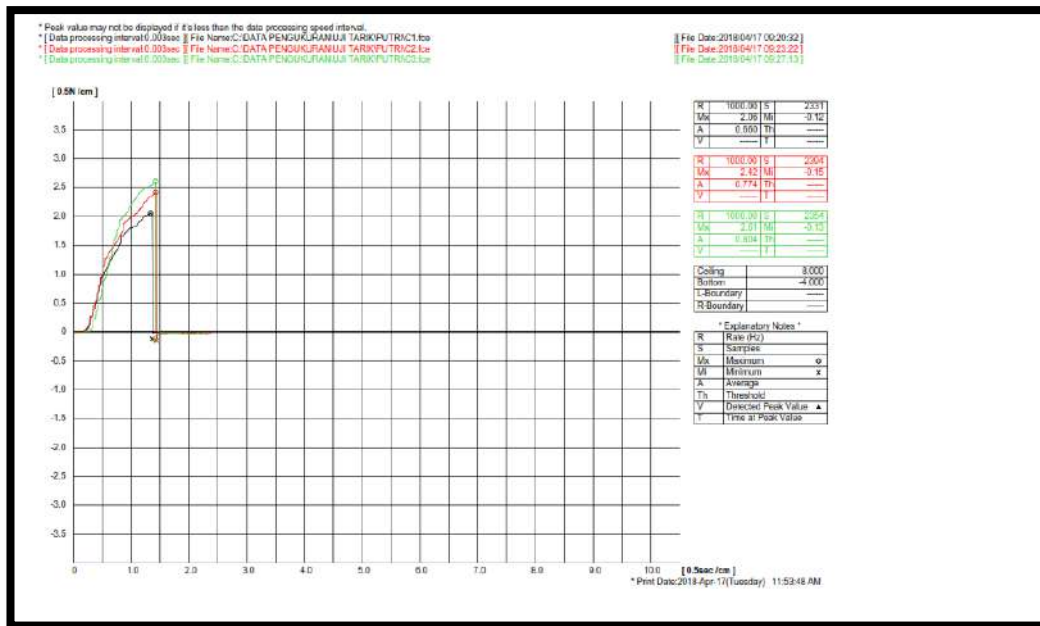 * Peak value may not be displayed if it's less than the data processing speed interval.
* [ Data processing interval:0.003sec ][ File Name:C:\DATA PENGUKURAN\UJI TARIK\PUTRI\C1.fce ][ File Date:2018/04/17 09:20:32 ]
* [ Data processing interval:0.003sec ][ File Name:C:\DATA PENGUKURAN\UJI TARIK\PUTRI\C2.fce ][ File Date:2018/04/17 09:23:22 ]
* [ Data processing interval:0.003sec ][ File Name:C:\DATA PENGUKURAN\UJI TARIK\PUTRI\C3.fce ][ File Date:2018/04/17 09:27:13 ]
[ 0.5N /cm ]
3.5
3.0
2.5
2.0
1.5
1.0
0.5
0
-0.5
-1.0
-1.5
-2.0
-2.5
-3.0
-3.5
0 1.0 2.0 3.0 4.0 5.0 6.0 7.0 8.0 9.0 10.0 [ 0.5sec /cm ]
R 1000.00 S 2331
Mx 2.06 Mi -0.12
A 0.660 Th -----
V ----- T -----
R 1000.00 S
Mx 2.42 Mi -0.15
A 0.774 Th -----
V ----- T -----
R 1000.00 S
Mx 2.61 Mi -0.13
A 0.804 Th -----
V ----- T -----
Ceiling 8.000
Bottom -4.000
L-Boundary -----
R-Boundary -----
* Explanatory Notes *
R Rate (Hz)
S Samples
Mx Maximum o
Mi Minimum x
A Average
Th Threshold
V Detected Peak Value ▲
T Time at Peak Value
* Print Date:2018-Apr-17(Tuesday) 11:53:48 AM